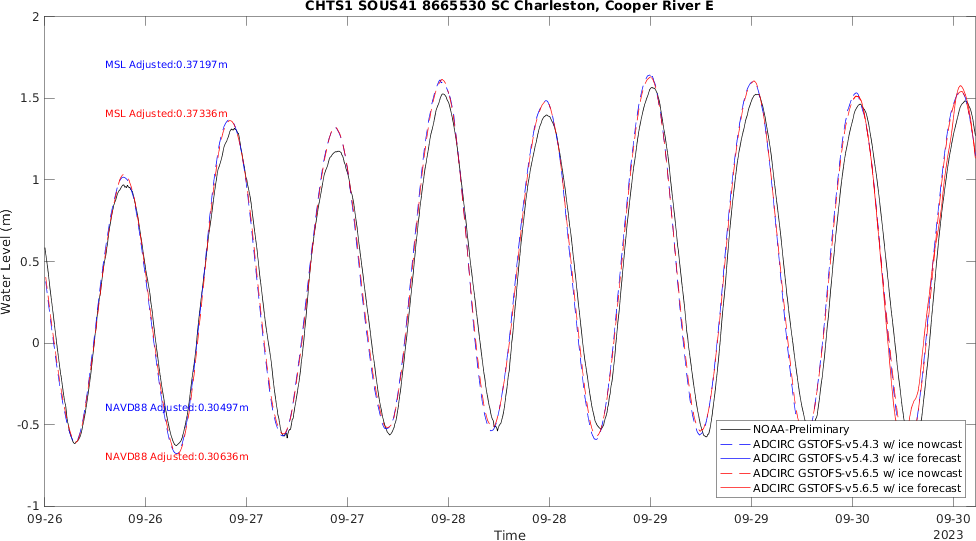 CHTS1 SOUS41 8665530 SC Charleston, Cooper River E
2
1.5
1
0.5
0
-0.5
-1
Water Level (m)
MSL Adjusted:0.37197m
MSL Adjusted:0.37336m
NAVD88 Adjusted:0.30497m
NAVD88 Adjusted:0.30636m
NOAA-Preliminary
ADCIRC GSTOFS-v5.4.3 w/ ice nowcast
ADCIRC GSTOFS-v5.4.3 w/ ice forecast
ADCIRC GSTOFS-v5.6.5 w/ ice nowcast
ADCIRC GSTOFS-v5.6.5 w/ ice forecast
09-26 09-26 09-27 09-27 09-28 09-28 09-29 09-29 09-30 09-30
Time 2023